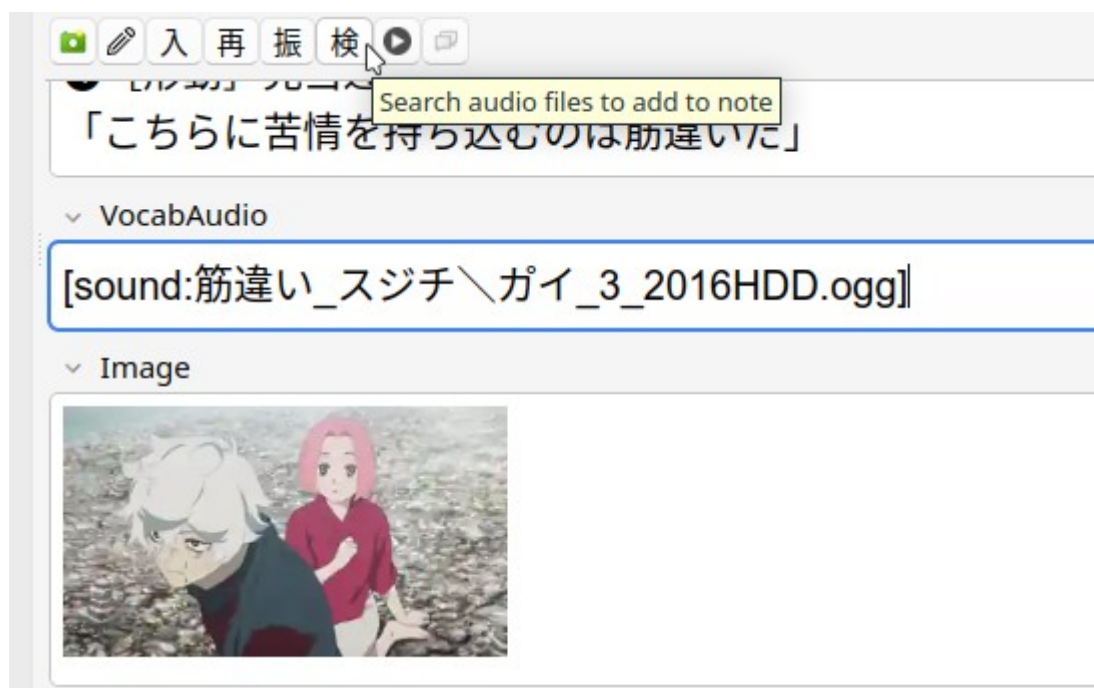 入 再 振 検
Search audio files to add to note
「こちらに苦情を持ち込むのは筋違いだ」
VocabAudio
[sound:筋違い_スジチ＼ガイ_3_2016HDD.ogg]
Image